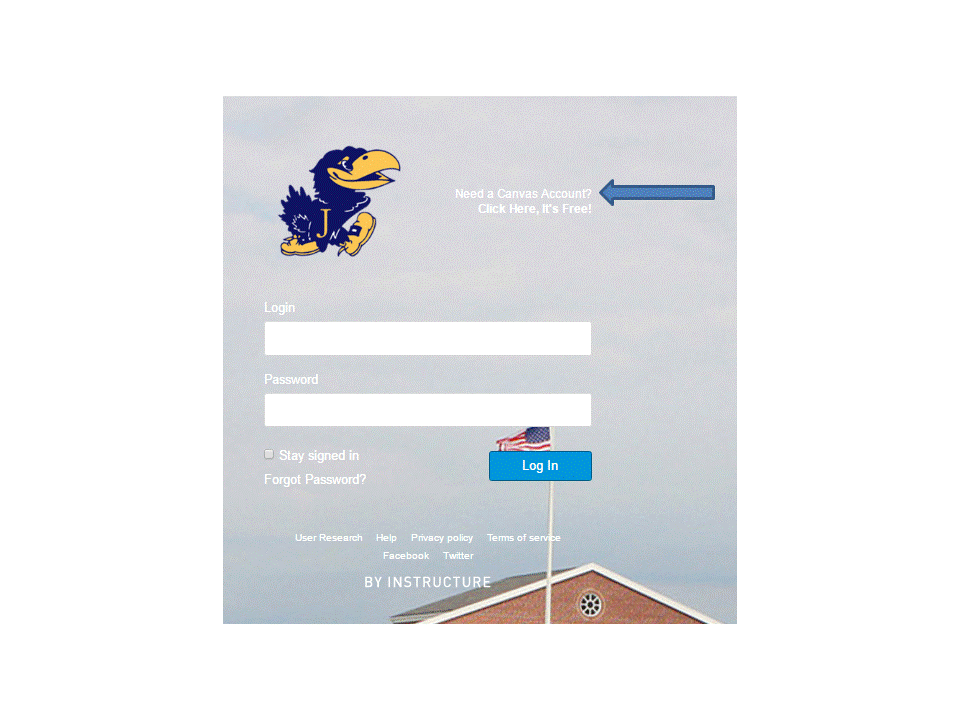 J
N
Need a Canvas Account?
Click Here, It's Free!
Login
Password
Stay signed in
Forgot Password?
Log In
User Research Help Privacy policy Terms of service
Facebook Twitter
BY INSTRUCTURE